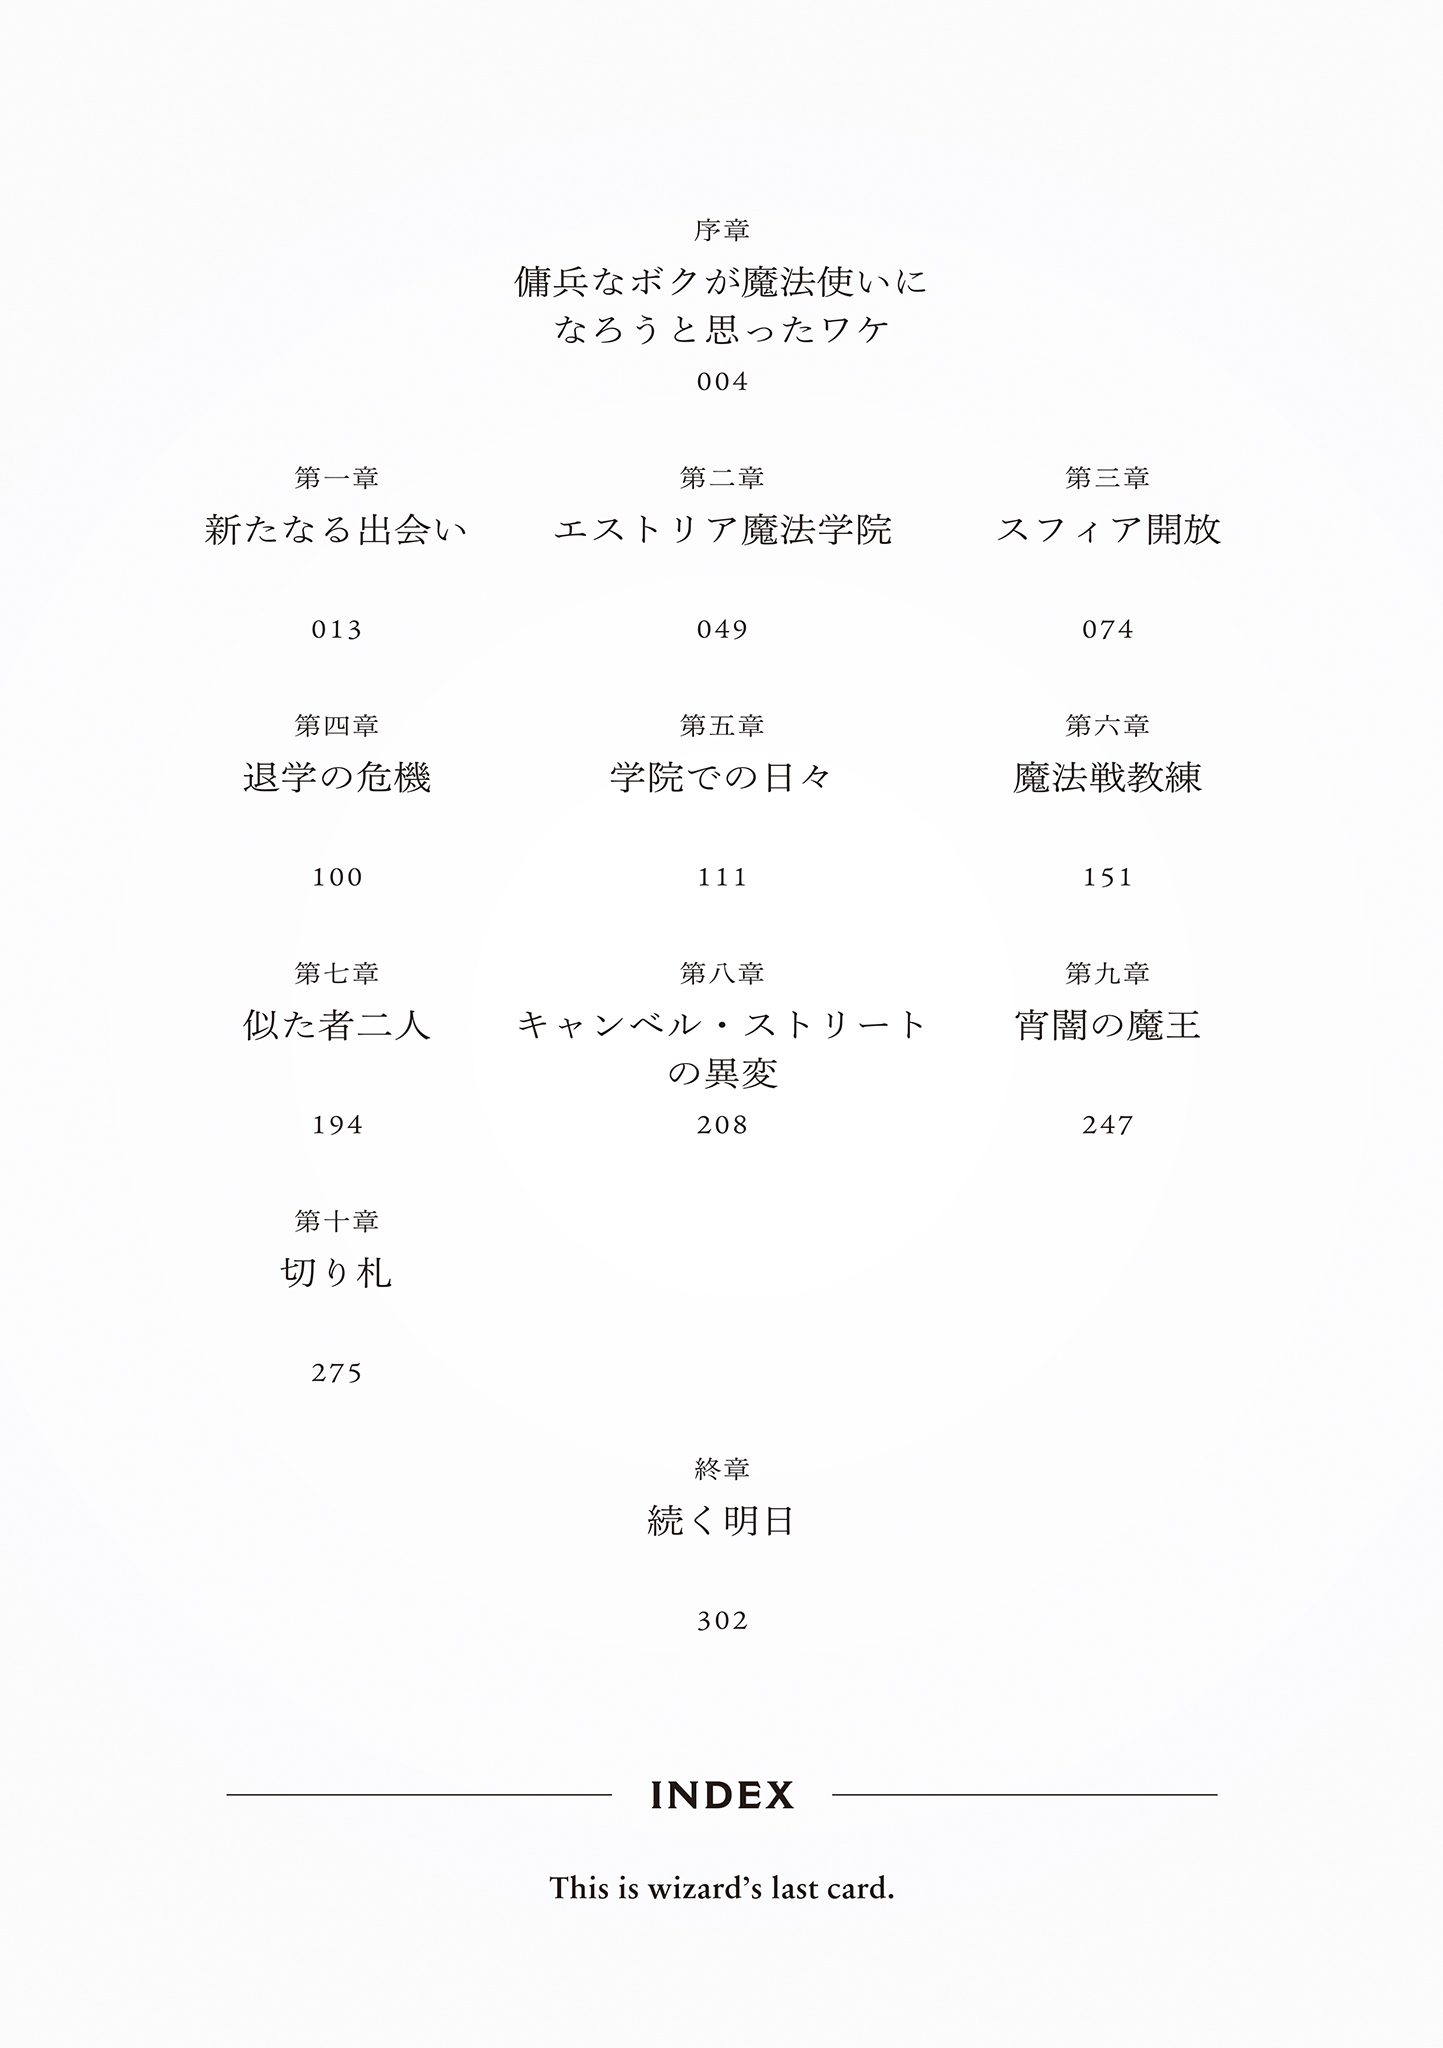 序章
傭兵なボクが魔法使いに
なろうと思ったワケ
004
第一章
新たなる出会い
013
第二章
エストリア魔法学院
049
第三章
スフィア開放
074
第四章
退学の危機
100
第五章
学院での日々
111
第六章
魔法戦教練
151
第七章
似た者二人
194
第八章
キャンベル・ストリート
の異変
208
第九章
宵闇の魔王
247
第十章
切り札
275
終章
続く明日
302
INDEX
This is wizard’s last card.